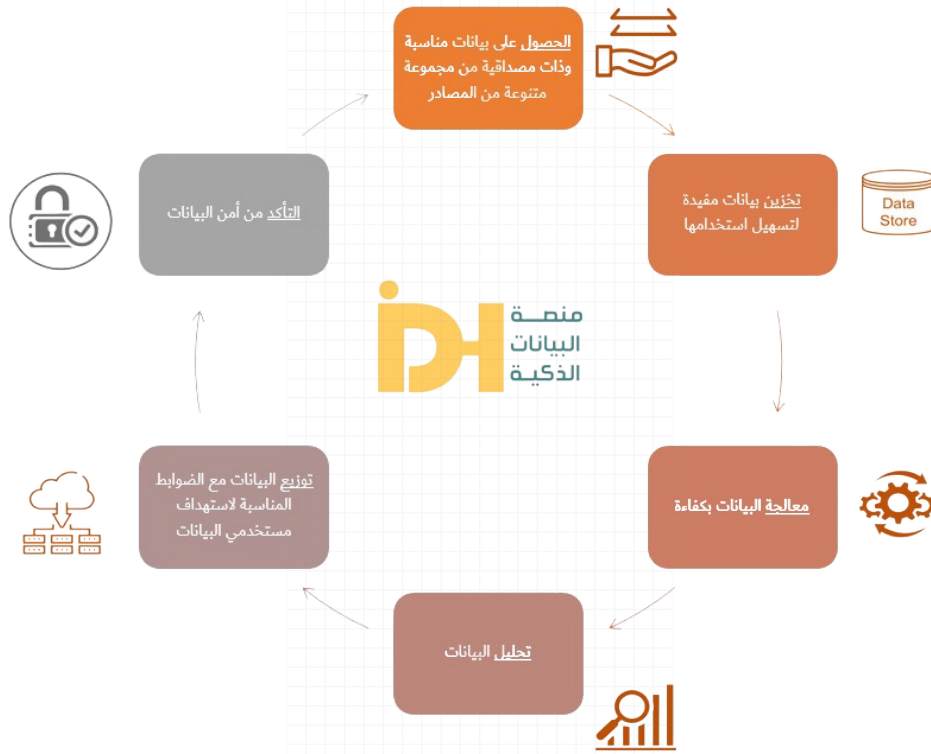 الحصول على بيانات مناسبة
وذات مصداقية من مجموعة
متنوعة من المصادر
تخزين بيانات مفيدة
لتسهيل استخدامها
Data
Store
معالجة البيانات بكفاءة
تحليل البيانات
توزيع البيانات مع الضوابط
المناسبة لاستهداف
مستخدمي البيانات
التأكد من أمن البيانات
iDH
منصة
البيانات
الذكية